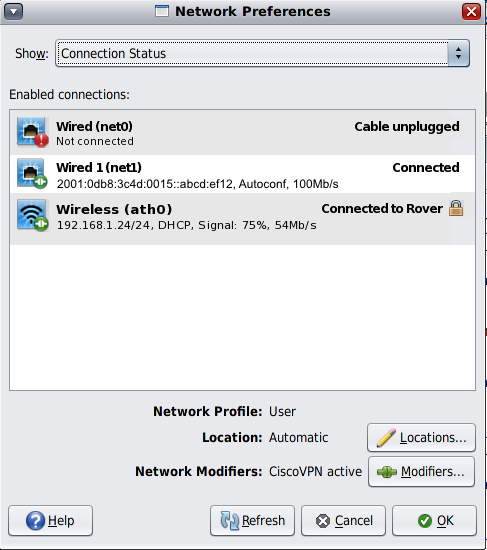 Network Preferences
Show: Connection Status
Enabled connections:
Wired (net0) Cable unplugged
Not connected
Wired 1 (net1) Connected
2001:0db8:3c4d:0015::abcd:ef12, Autoconf, 100Mb/s
Wireless (ath0) Connected to Rover
192.168.1.24/24, DHCP, Signal: 75%, 54Mb/s
Network Profile: User
Location: Automatic Locations...
Network Modifiers: CiscoVPN active Modifiers...
Help Refresh Cancel OK